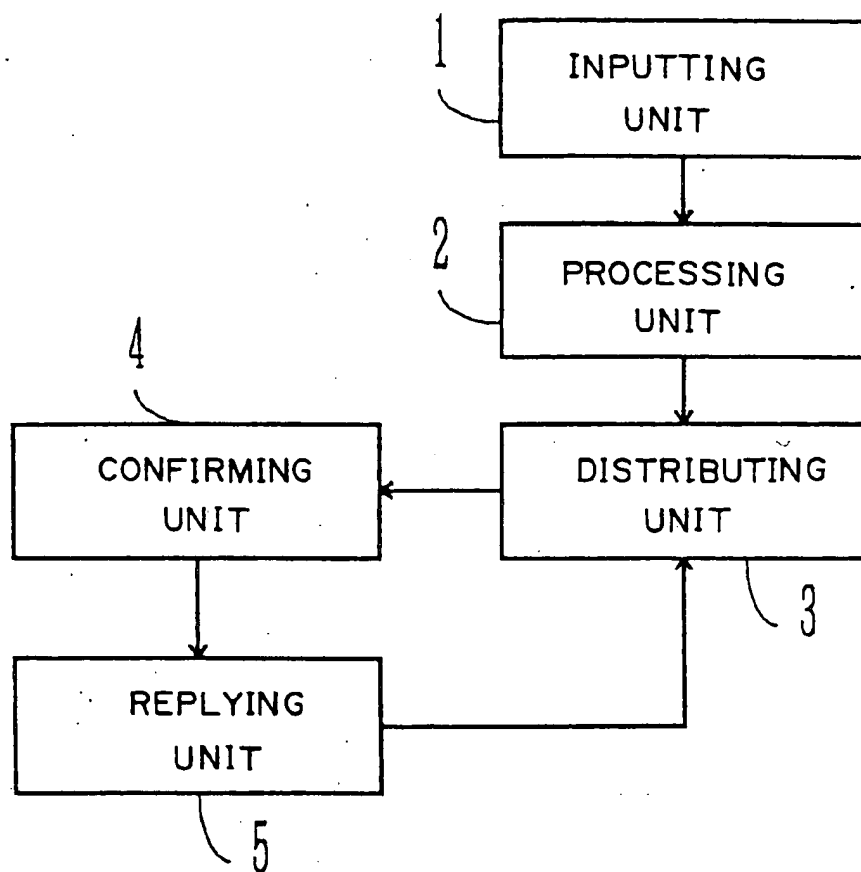 1
INPUTTING
UNIT
2
PROCESSING
UNIT
4
CONFIRMING
UNIT
DISTRIBUTING
UNIT
3
REPLYING
UNIT
5